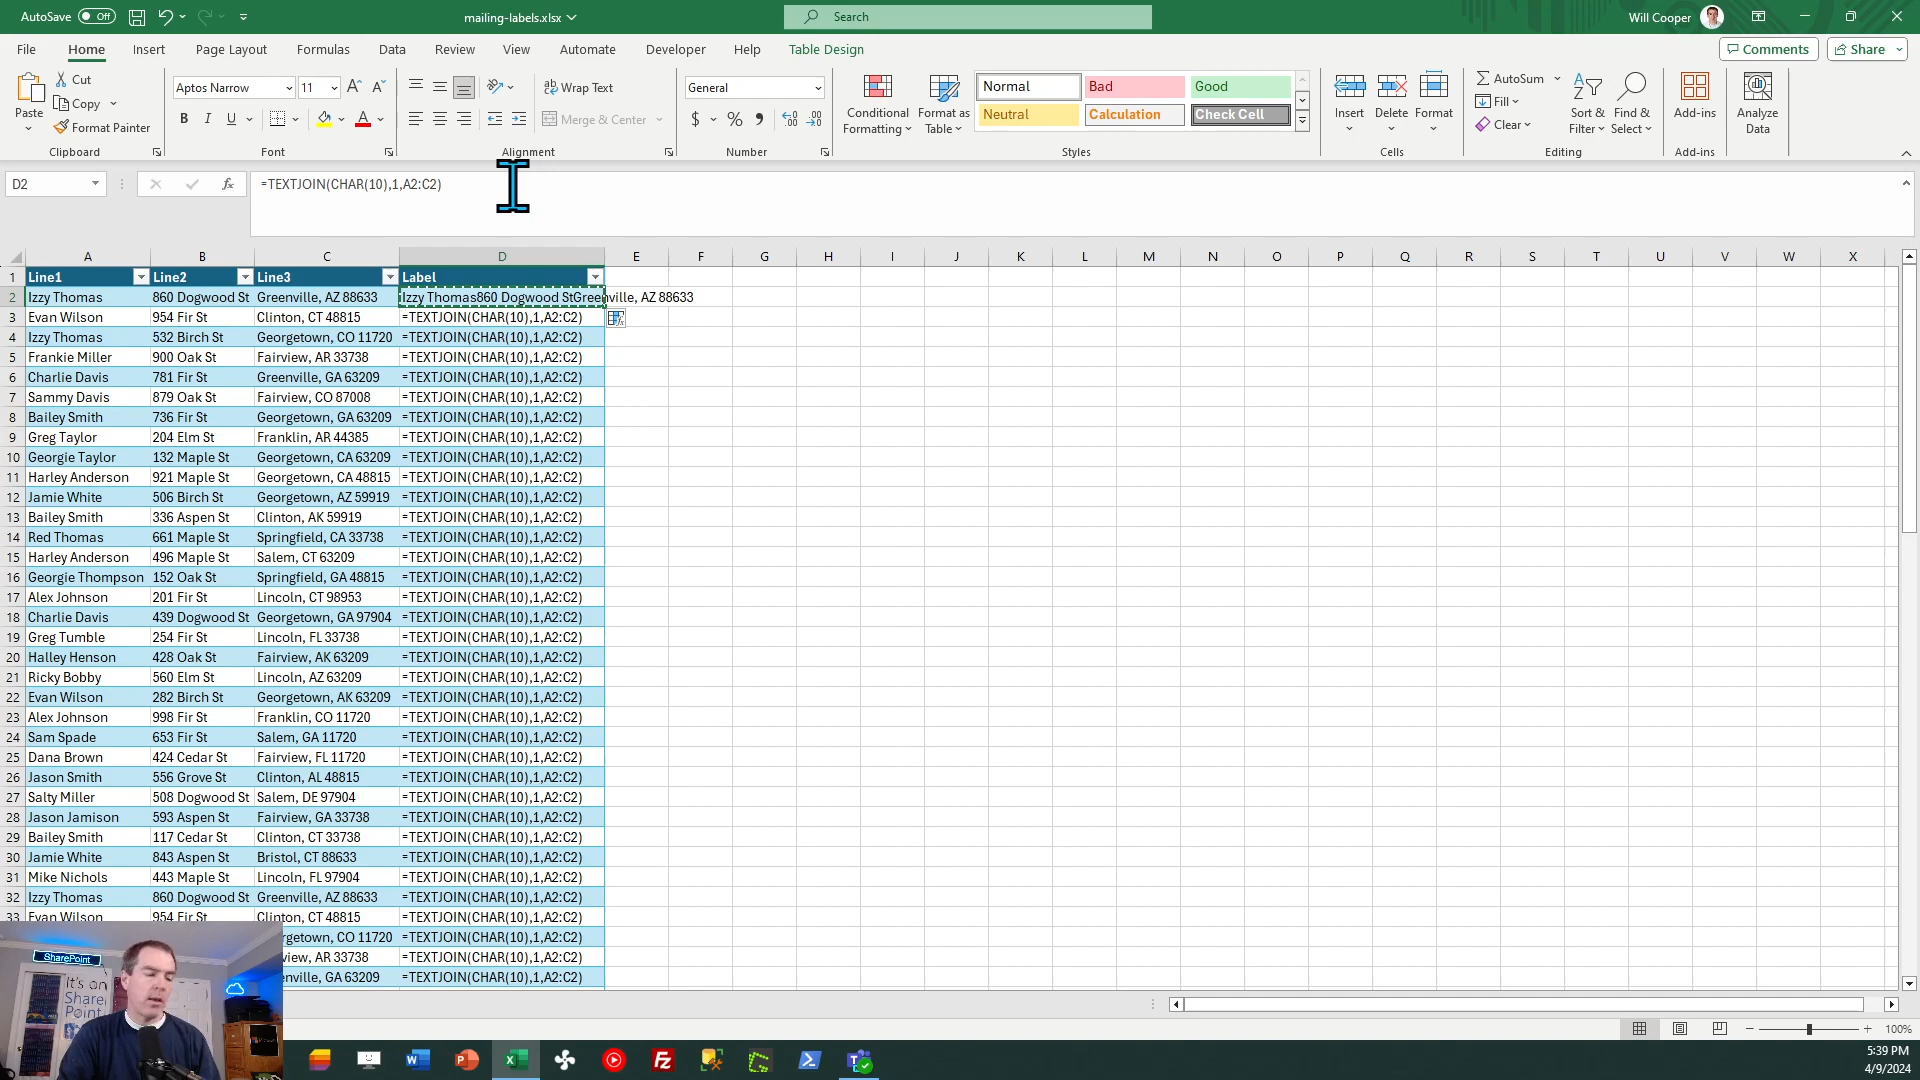 AutoSave Off mailing-labels.xlsx Search Will Cooper
File Home Insert Page Layout Formulas Data Review View Automate Developer Help Table Design Comments Share
Paste Cut Copy Format Painter Clipboard
Aptos Narrow 11 B I U A Font
Wrap Text Merge & Center Alignment
General $ % Number
Conditional Formatting Format as Table Normal Bad Good Neutral Calculation Check Cell Styles
Insert Delete Format Cells
AutoSum Fill Clear Sort & Filter Find & Select Editing
Add-ins Add-ins
Analyze Data
D2 fx =TEXTJOIN(CHAR(10),1,A2:C2)
A B C D E F G H I J K L M N O P Q R S T U V W X
1 Line1 Line2 Line3 Label
2 Izzy Thomas 860 Dogwood St Greenville, AZ 88633 Izzy Thomas860 Dogwood StGreenville, AZ 88633
3 Evan Wilson 954 Fir St Clinton, CT 48815 =TEXTJOIN(CHAR(10),1,A2:C2)
4 Izzy Thomas 532 Birch St Georgetown, CO 11720 =TEXTJOIN(CHAR(10),1,A2:C2)
5 Frankie Miller 900 Oak St Fairview, AR 33738 =TEXTJOIN(CHAR(10),1,A2:C2)
6 Charlie Davis 781 Fir St Greenville, GA 63209 =TEXTJOIN(CHAR(10),1,A2:C2)
7 Sammy Davis 879 Oak St Fairview, CO 87008 =TEXTJOIN(CHAR(10),1,A2:C2)
8 Bailey Smith 736 Fir St Georgetown, GA 63209 =TEXTJOIN(CHAR(10),1,A2:C2)
9 Greg Taylor 204 Elm St Franklin, AR 44385 =TEXTJOIN(CHAR(10),1,A2:C2)
10 Georgie Taylor 132 Maple St Georgetown, CA 63209 =TEXTJOIN(CHAR(10),1,A2:C2)
11 Harley Anderson 921 Maple St Georgetown, CA 48815 =TEXTJOIN(CHAR(10),1,A2:C2)
12 Jamie White 506 Birch St Georgetown, AZ 59919 =TEXTJOIN(CHAR(10),1,A2:C2)
13 Bailey Smith 336 Aspen St Clinton, AK 59919 =TEXTJOIN(CHAR(10),1,A2:C2)
14 Red Thomas 661 Maple St Springfield, CA 33738 =TEXTJOIN(CHAR(10),1,A2:C2)
15 Harley Anderson 496 Maple St Salem, CT 63209 =TEXTJOIN(CHAR(10),1,A2:C2)
16 Georgie Thompson 152 Oak St Springfield, GA 48815 =TEXTJOIN(CHAR(10),1,A2:C2)
17 Alex Johnson 201 Fir St Lincoln, CT 98953 =TEXTJOIN(CHAR(10),1,A2:C2)
18 Charlie Davis 439 Dogwood St Georgetown, GA 97904 =TEXTJOIN(CHAR(10),1,A2:C2)
19 Greg Tumble 254 Fir St Lincoln, FL 33738 =TEXTJOIN(CHAR(10),1,A2:C2)
20 Halley Henson 428 Oak St Fairview, AK 63209 =TEXTJOIN(CHAR(10),1,A2:C2)
21 Ricky Bobby 560 Elm St Lincoln, AZ 63209 =TEXTJOIN(CHAR(10),1,A2:C2)
22 Evan Wilson 282 Birch St Georgetown, AK 63209 =TEXTJOIN(CHAR(10),1,A2:C2)
23 Alex Johnson 998 Fir St Franklin, CO 11720 =TEXTJOIN(CHAR(10),1,A2:C2)
24 Sam Spade 653 Fir St Salem, GA 11720 =TEXTJOIN(CHAR(10),1,A2:C2)
25 Dana Brown 424 Cedar St Fairview, FL 11720 =TEXTJOIN(CHAR(10),1,A2:C2)
26 Jason Smith 556 Grove St Clinton, AL 48815 =TEXTJOIN(CHAR(10),1,A2:C2)
27 Salty Miller 508 Dogwood St Salem, DE 97904 =TEXTJOIN(CHAR(10),1,A2:C2)
28 Jason Jamison 593 Aspen St Fairview, GA 33738 =TEXTJOIN(CHAR(10),1,A2:C2)
29 Bailey Smith 117 Cedar St Clinton, CT 33738 =TEXTJOIN(CHAR(10),1,A2:C2)
30 Jamie White 843 Aspen St Bristol, CT 88633 =TEXTJOIN(CHAR(10),1,A2:C2)
31 Mike Nichols 443 Maple St Lincoln, FL 97904 =TEXTJOIN(CHAR(10),1,A2:C2)
32 Izzy Thomas 860 Dogwood St Greenville, AZ 88633 =TEXTJOIN(CHAR(10),1,A2:C2)
33 Evan Wilson 954 Fir St Clinton, CT 48815 =TEXTJOIN(CHAR(10),1,A2:C2)
rgetown, CO 11720 =TEXTJOIN(CHAR(10),1,A2:C2)
view, AR 33738 =TEXTJOIN(CHAR(10),1,A2:C2)
enville, GA 63209 =TEXTJOIN(CHAR(10),1,A2:C2)
SharePoint
It's on
Share
Point
100%
5:39 PM
4/9/2024